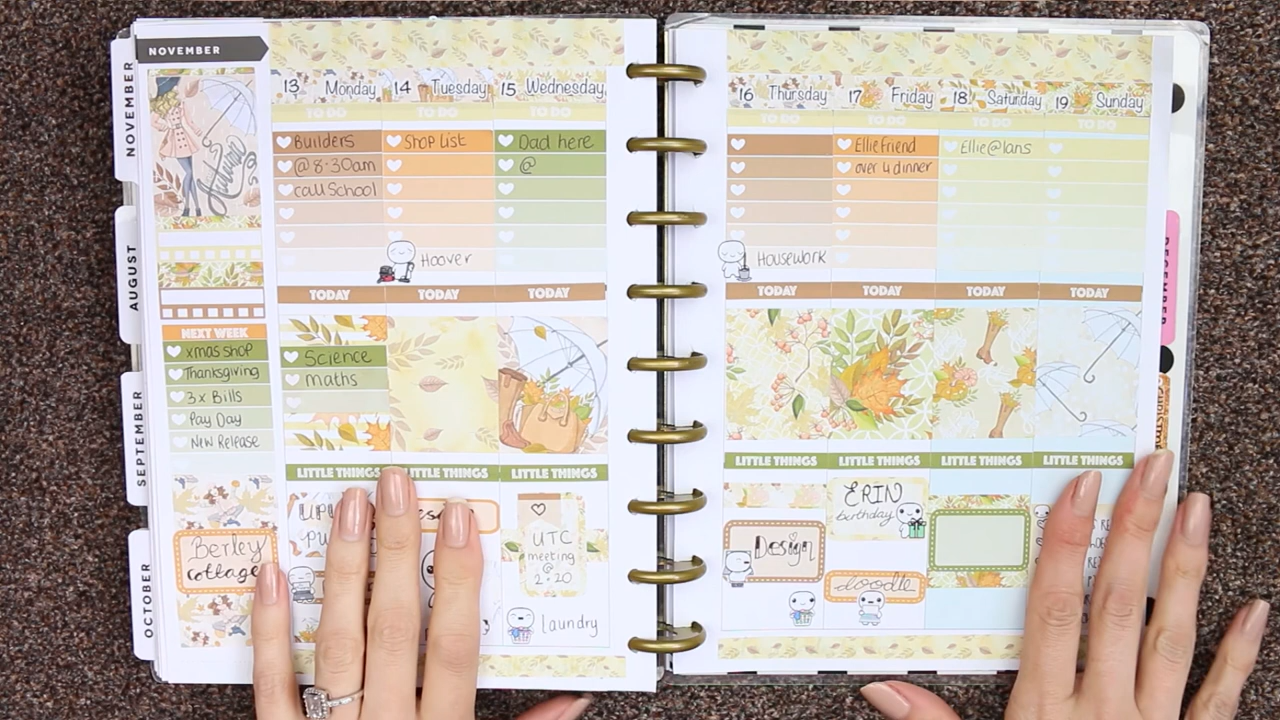 NOVEMBER
NOVEMBER
AUGUST
SEPTEMBER
OCTOBER
Autumn
NEXT WEEK
xmas shop
Thanksgiving
3x Bills
Pay Day
New Release
Berley
cottage
13 Monday
TO DO
Builders
@ 8:30am
call School
TODAY
Science
maths
LITTLE THINGS
14 Tuesday
TO DO
Shop List
Hoover
TODAY
LITTLE THINGS
15 Wednesday
TO DO
Dad here
@
TODAY
LITTLE THINGS
UTC
meeting
@
2:20
laundry
16 Thursday
TO DO
Housework
TODAY
LITTLE THINGS
Design
17 Friday
TO DO
Ellie friend
over 4 dinner
TODAY
LITTLE THINGS
ERIN
birthday
doodle
18 Saturday
TO DO
Ellie@Ians
TODAY
LITTLE THINGS
19 Sunday
TO DO
TODAY
LITTLE THINGS
DECEMBER